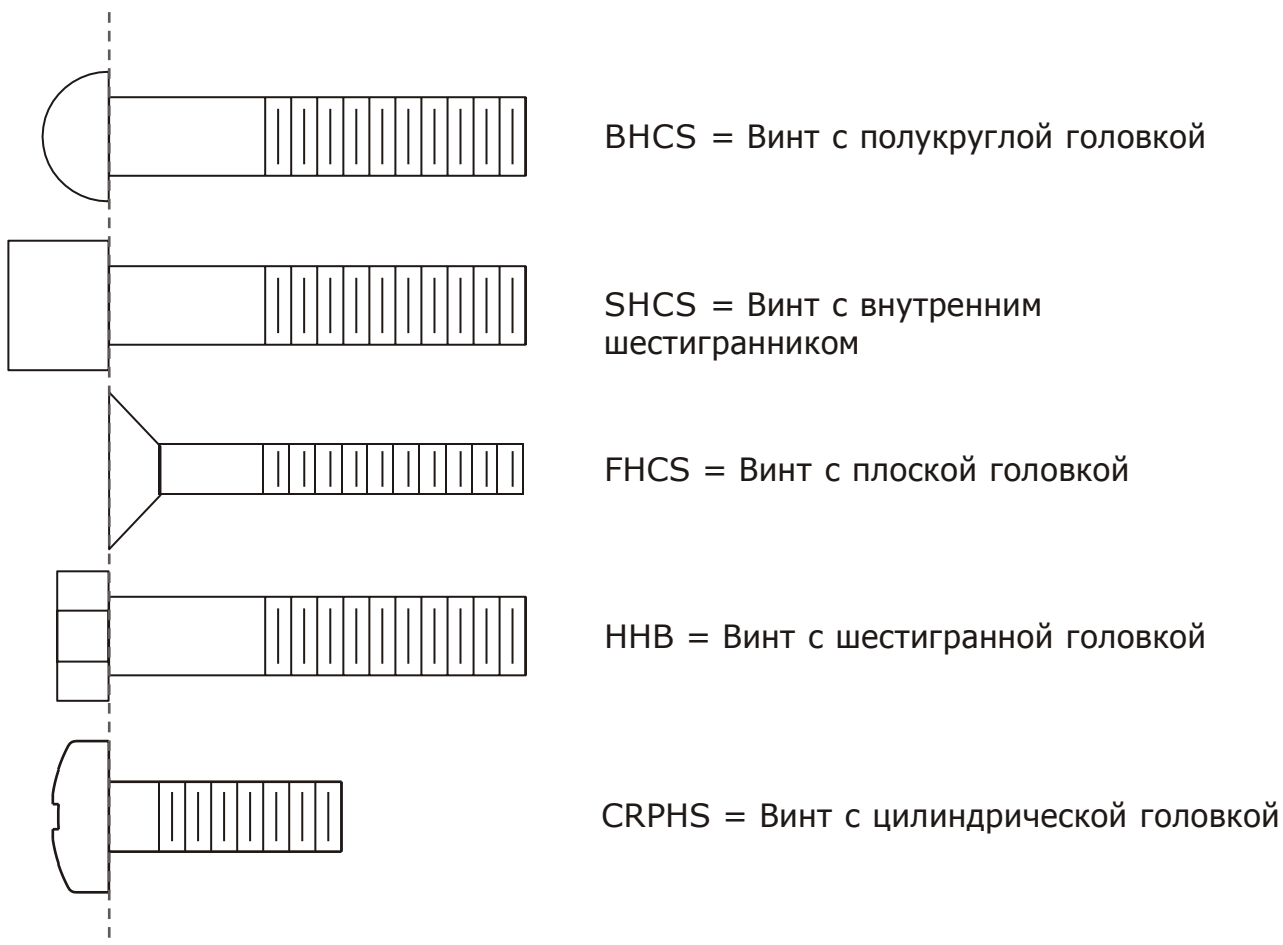 BHCS = Винт с полукруглой головкой
SHCS = Винт с внутренним
шестигранником
FHCS = Винт с плоской головкой
HHB = Винт с шестигранной головкой
CRPHS = Винт с цилиндрической головкой